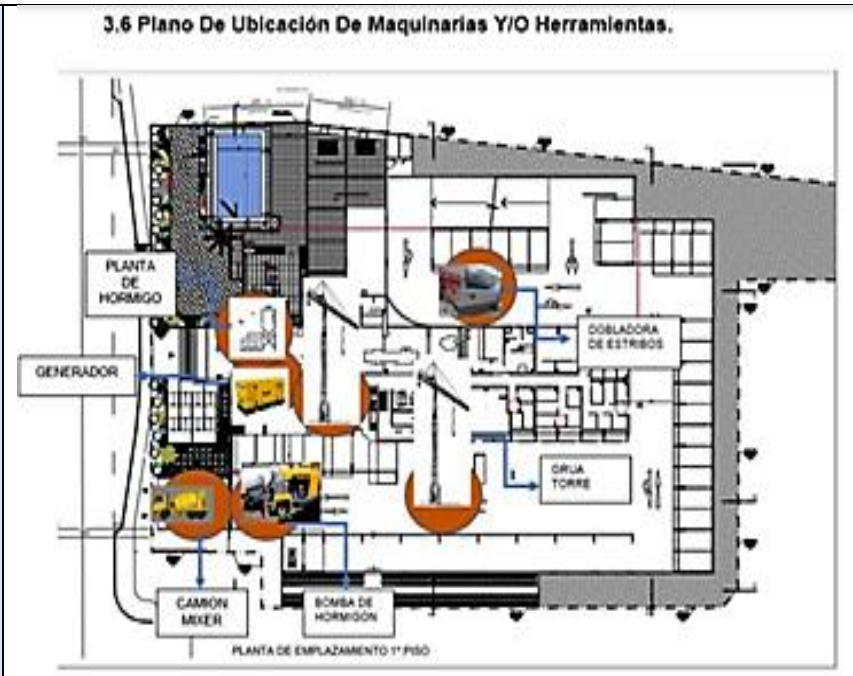 3.6 Plano De Ubicación De Maquinarias Y/O Herramientas.
PLANTA
DE
HORMIGO
GENERADOR
DOBLADORA
DE ESTRIBOS
GRUA
TORRE
CAMION
MIXER
BOMBA DE
HORMIGON
PLANTA DE EMPLAZAMIENTO 1º PISO